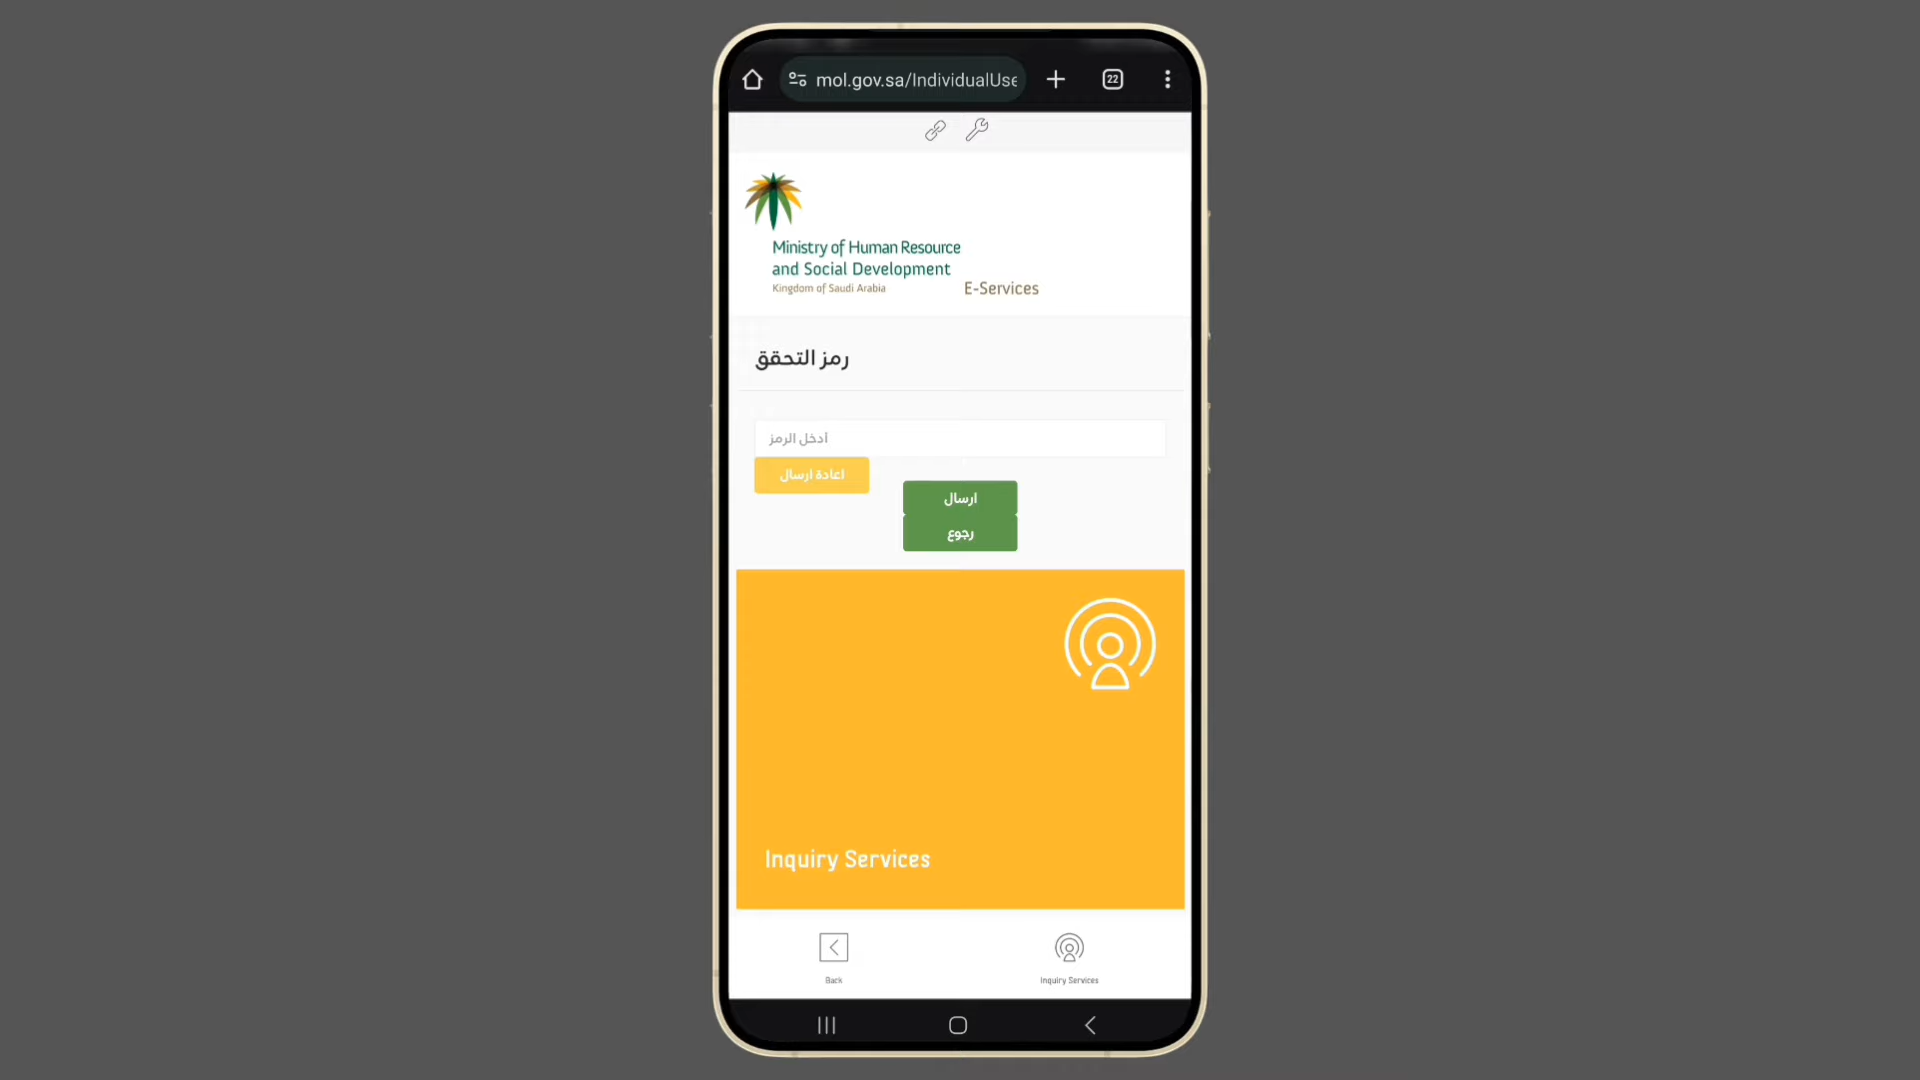 mol.gov.sa/IndividualUse
22
Ministry of Human Resource
and Social Development
Kingdom of Saudi Arabia
E-Services
رمز التحقق
أدخل الرمز
اعادة ارسال
ارسال
رجوع
Inquiry Services
Back
Inquiry Services